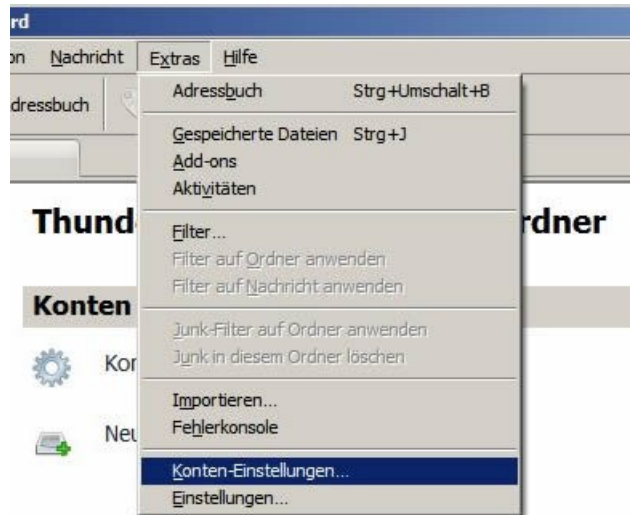 rd
on Nachricht Extras Hilfe
dressbuch
Adressbuch Strg+Umschalt+B
Gespeicherte Dateien Strg+J
Add-ons
Aktivitäten
Filter...
Filter auf Ordner anwenden
Filter auf Nachricht anwenden
Junk-Filter auf Ordner anwenden
Junk in diesem Ordner löschen
Importieren...
Fehlerkonsole
Konten-Einstellungen...
Einstellungen...
Thund rdner
Konten
Kon
Neu